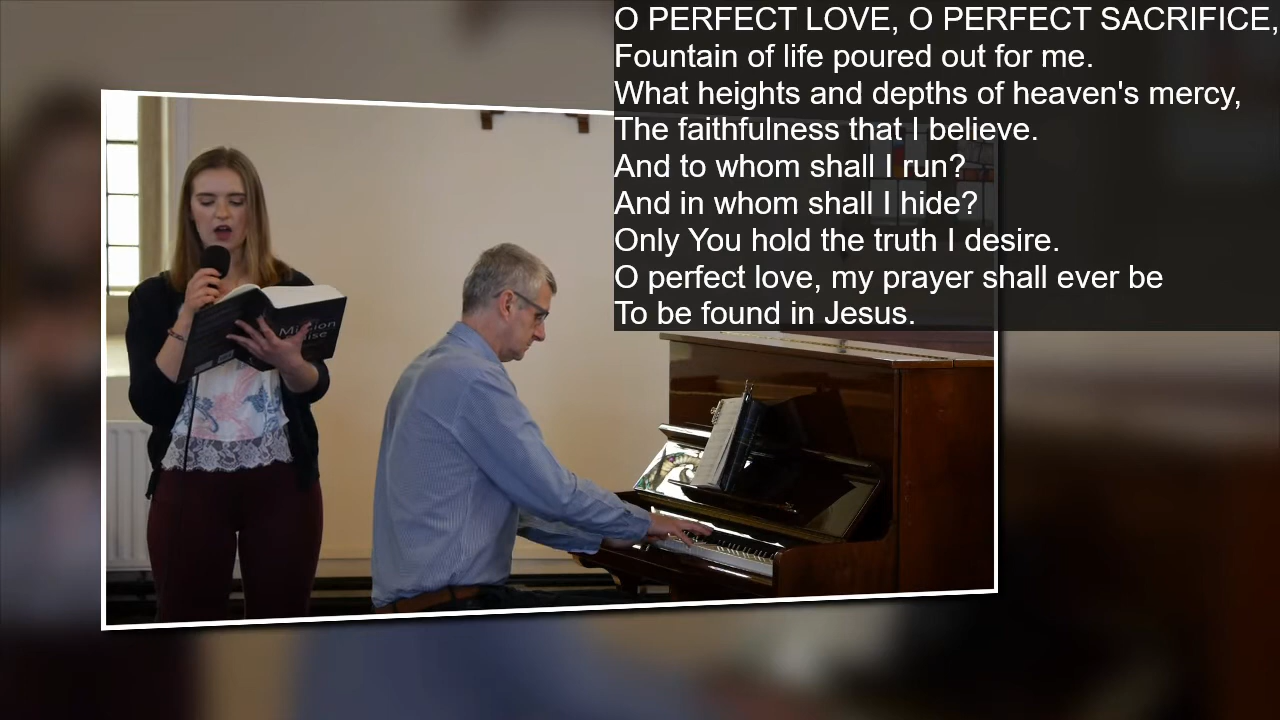 O PERFECT LOVE, O PERFECT SACRIFICE,
Fountain of life poured out for me.
What heights and depths of heaven's mercy,
The faithfulness that I believe.
And to whom shall I run?
And in whom shall I hide?
Only You hold the truth I desire.
O perfect love, my prayer shall ever be
To be found in Jesus.
Mission